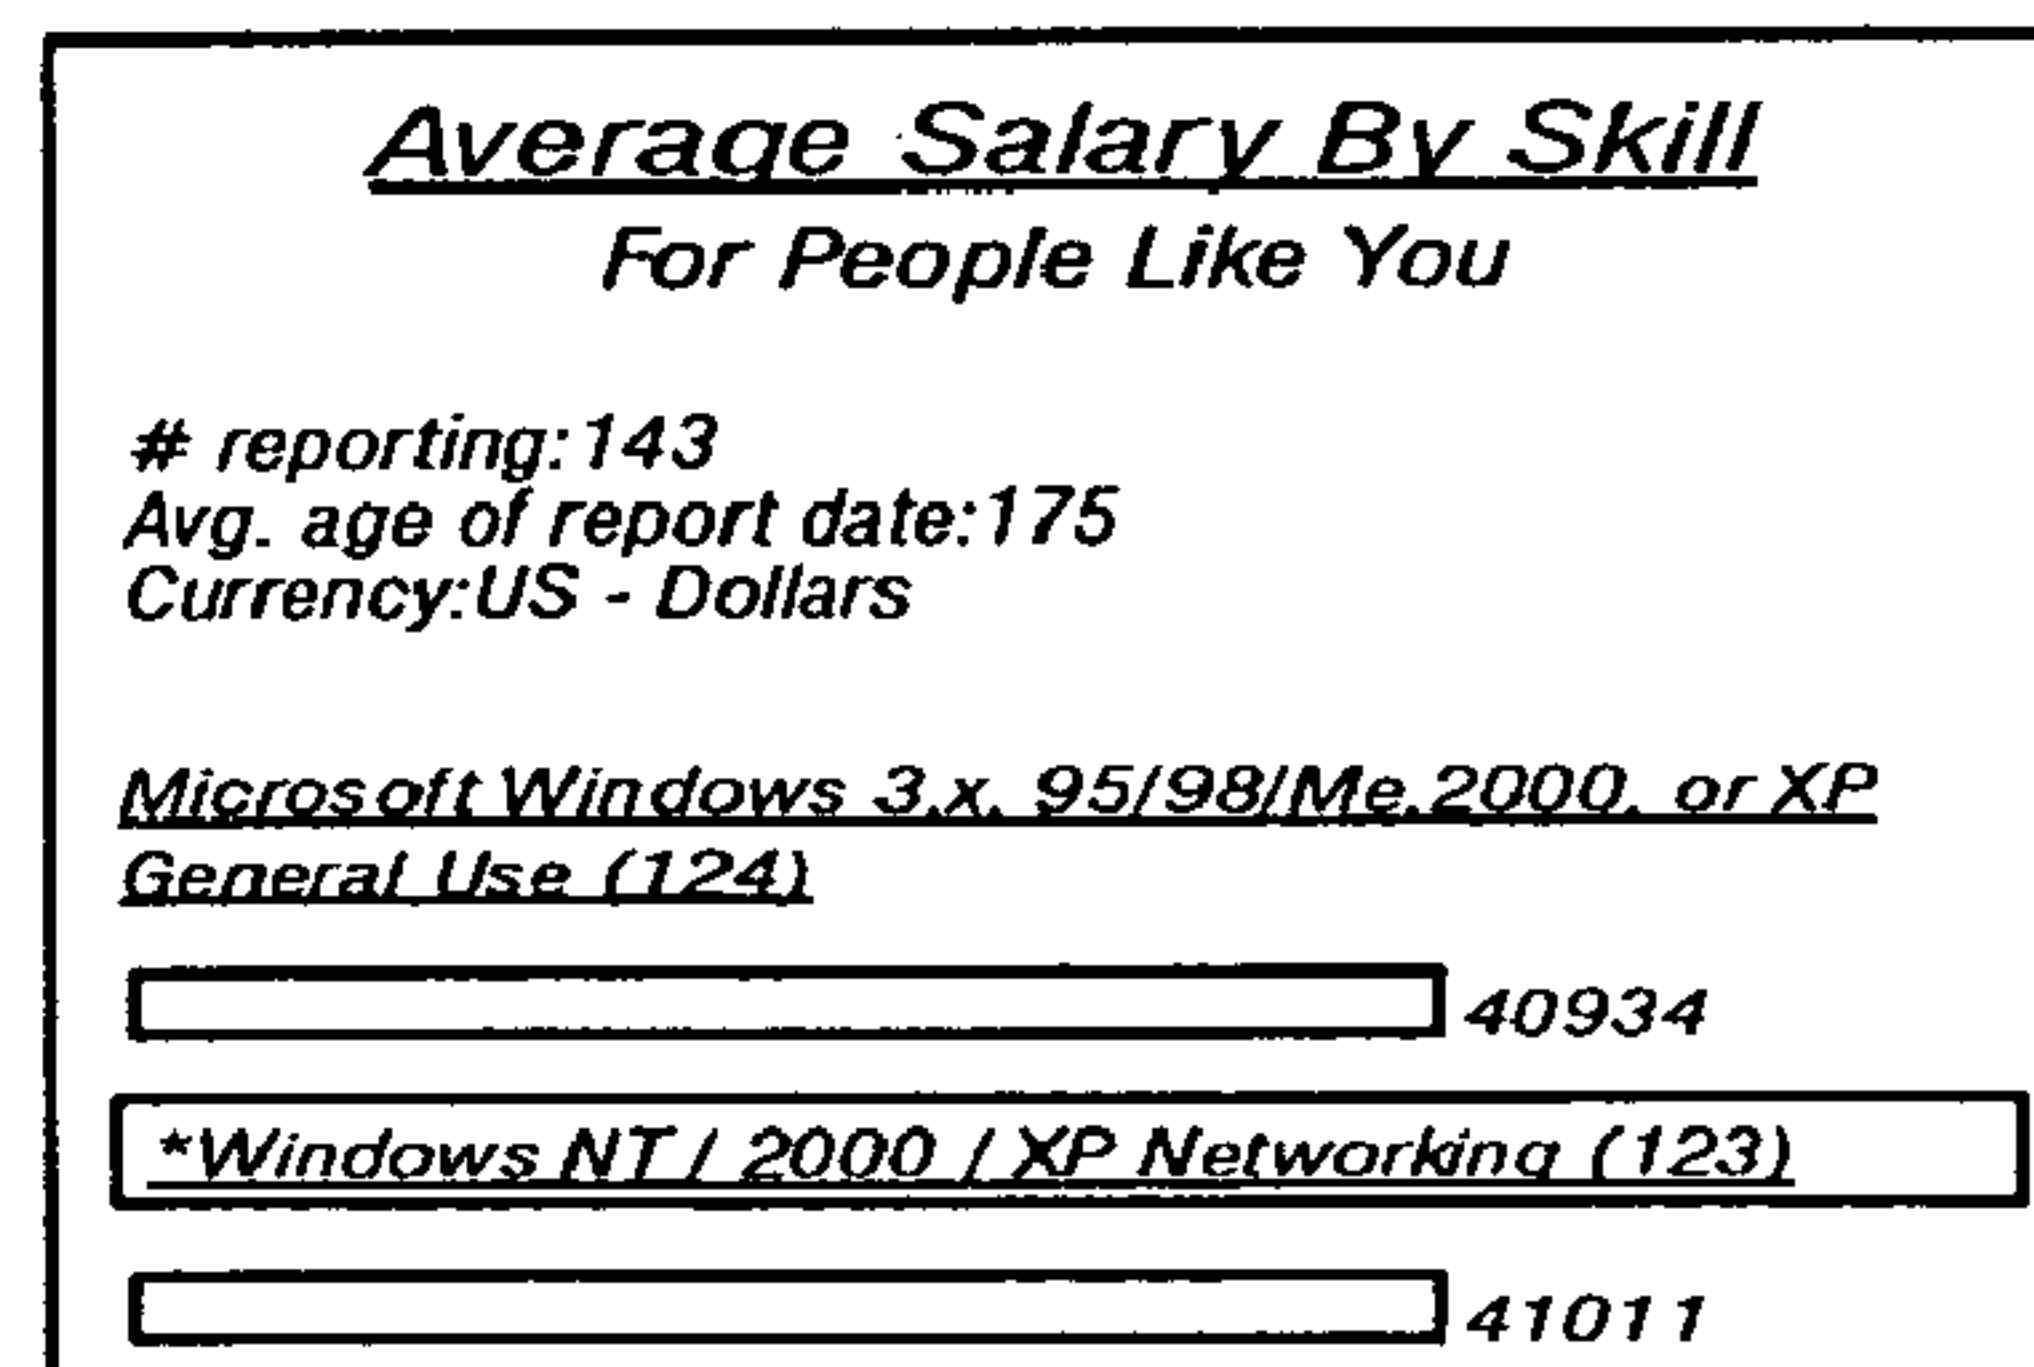 Average Salary By Skill
For People Like You
# reporting:143
Avg. age of report date:175
Currency:US - Dollars
Microsoft Windows 3.x, 95/98/Me,2000, or XP
General Use (124)
40934
*Windows NT / 2000 / XP Networking (123)
41011